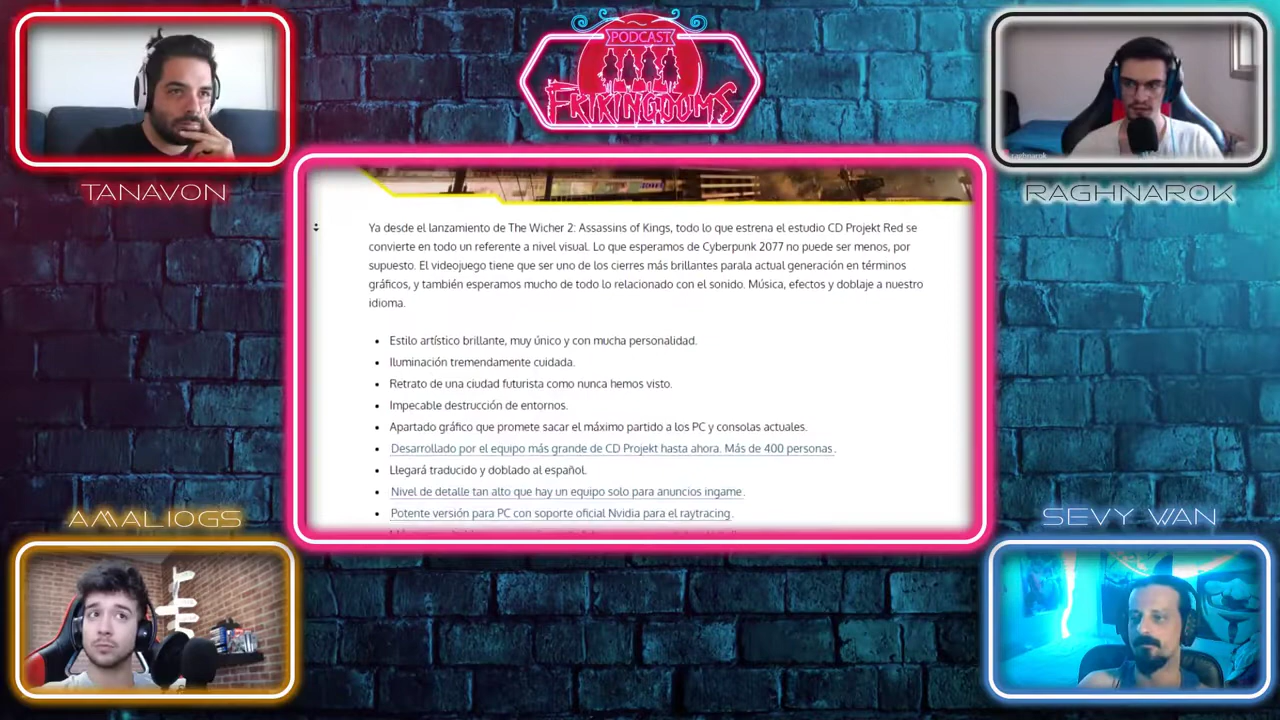 PODCAST
FRIKINGDOMS
TANAVON
raghnarok
RAGHNAROK
Ya desde el lanzamiento de The Wicher 2: Assassins of Kings, todo lo que estrena el estudio CD Projekt Red se
convierte en todo un referente a nivel visual. Lo que esperamos de Cyberpunk 2077 no puede ser menos, por
supuesto. El videojuego tiene que ser uno de los cierres más brillantes parala actual generación en términos
gráficos, y también esperamos mucho de todo lo relacionado con el sonido. Música, efectos y doblaje a nuestro
idioma.
• Estilo artístico brillante, muy único y con mucha personalidad.
• Iluminación tremendamente cuidada.
• Retrato de una ciudad futurista como nunca hemos visto.
• Impecable destrucción de entornos.
• Apartado gráfico que promete sacar el máximo partido a los PC y consolas actuales.
• Desarrollado por el equipo más grande de CD Projekt hasta ahora. Más de 400 personas.
• Llegará traducido y doblado al español.
• Nivel de detalle tan alto que hay un equipo solo para anuncios ingame.
• Potente versión para PC con soporte oficial Nvidia para el raytracing.
AMALIOGS
SEVY WAN